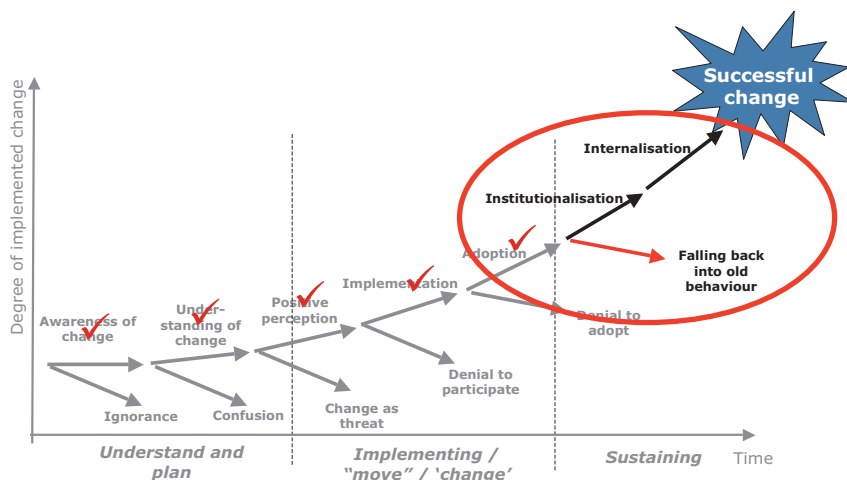 Successful
change
Degree of implemented change
Internalisation
Institutionalisation
Adoption
Falling back
into old
behaviour
Implementation
Positive
perception
Under-
standing of
change
Awareness of
change
Denial to
adopt
Denial to
participate
Change as
threat
Confusion
Ignorance
Understand and
plan
Implementing /
“move” / ‘change’
Sustaining
Time